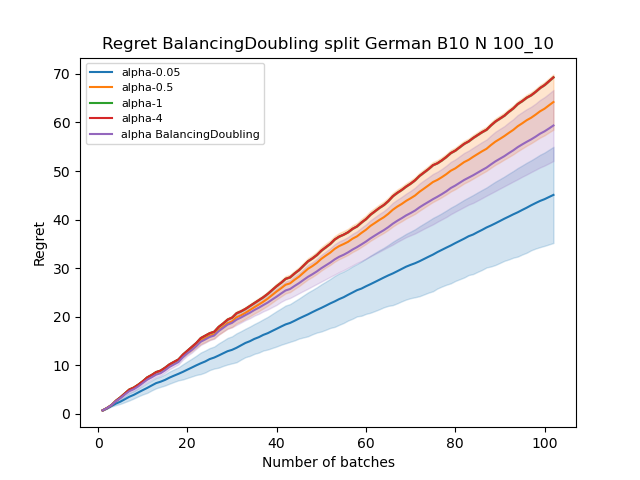 Regret BalancingDoubling split German B10 N 100_10
alpha-0.05
alpha-0.5
alpha-1
alpha-4
alpha BalancingDoubling
70
60
50
40
30
20
10
0
Regret
0 20 40 60 80 100
Number of batches